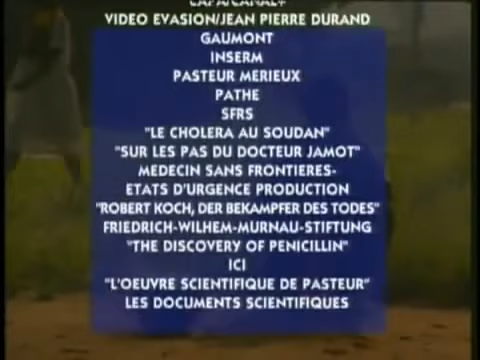 CAPA/CANAL+
VIDEO EVASION/JEAN PIERRE DURAND
GAUMONT
INSERM
PASTEUR MERIEUX
PATHE
SFRS
"LE CHOLERA AU SOUDAN"
"SUR LES PAS DU DOCTEUR JAMOT"
MEDECIN SANS FRONTIERES-
ETATS D'URGENCE PRODUCTION
"ROBERT KOCH, DER BEKAMPFER DES TODES"
FRIEDRICH-WILHEM-MURNAU-STIFTUNG
"THE DISCOVERY OF PENICILLIN"
ICI
"L'OEUVRE SCIENTIFIQUE DE PASTEUR"
LES DOCUMENTS SCIENTIFIQUES